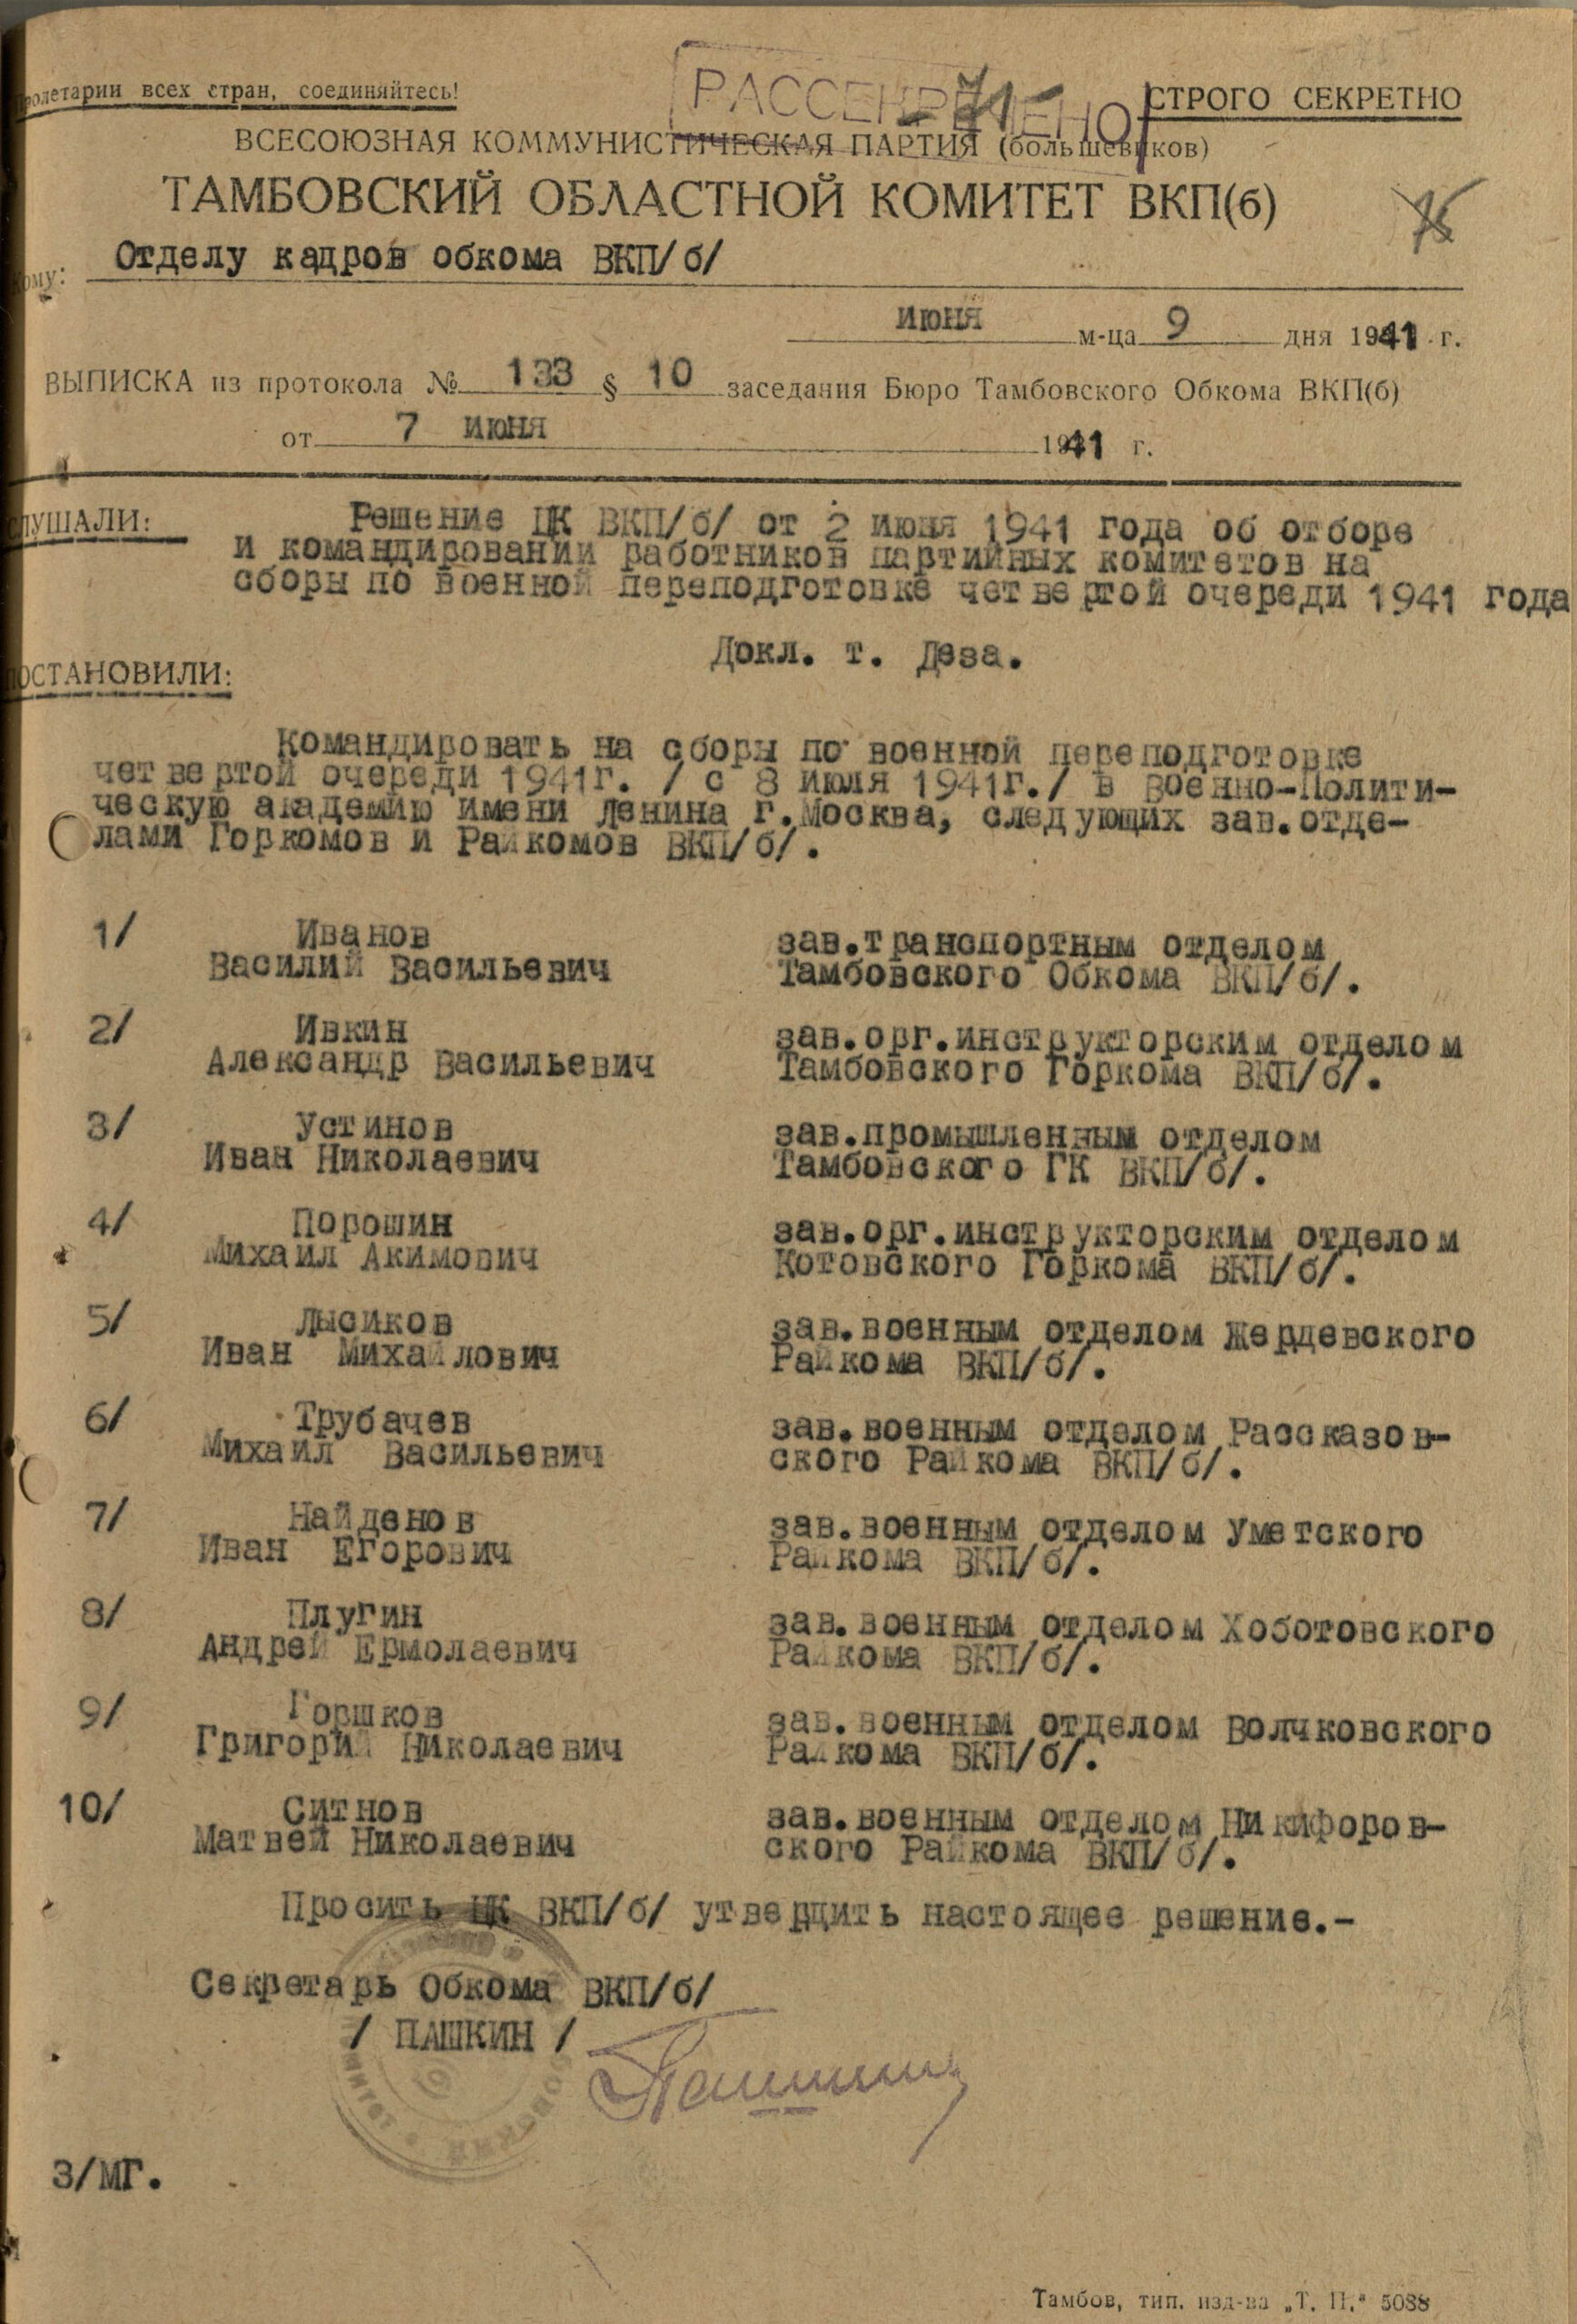 Пролетарии всех стран, соединяйтесь!
РАССЕКРЕЧЕНО
СТРОГО СЕКРЕТНО
ВСЕСОЮЗНАЯ КОММУНИСТИЧЕСКАЯ ПАРТИЯ (большевиков)
ТАМБОВСКИЙ ОБЛАСТНОЙ КОМИТЕТ ВКП(б)
Кому: Отделу кадров обкома ВКП/б/
июня м-ца 9 дня 1941 г.
ВЫПИСКА из протокола № 133 § 10 заседания Бюро Тамбовского Обкома ВКП(б)
от 7 июня 1941 г.
СЛУШАЛИ: Решение ЦК ВКП/б/ от 2 июня 1941 года об отборе
и командировании работников партийных комитетов на
сборы по военной переподготовке четвертой очереди 1941 года
Докл. т. Деза.
ПОСТАНОВИЛИ:
Командировать на сборы по военной переподготовке
четвертой очереди 1941г. / с 8 июля 1941г./ в Военно-Полити-
ческую академию имени Ленина г.Москва, следующих зав.отде-
лами Горкомов и Райкомов ВКП/б/.
1/ Иванов зав.транспортным отделом
Василий Васильевич Тамбовского Обкома ВКП/б/.
2/ Ивкин зав.орг.инструкторским отделом
Александр Васильевич Тамбовского Горкома ВКП/б/.
3/ Устинов зав.промышленным отделом
Иван Николаевич Тамбовского ГК ВКП/б/.
4/ Порошин зав.орг.инструкторским отделом
Михаил Акимович Котовского Горкома ВКП/б/.
5/ Лысиков зав.военным отделом Жердевского
Иван Михайлович Райкома ВКП/б/.
6/ Трубачев зав.военным отделом Рассказов-
Михаил Васильевич ского Райкома ВКП/б/.
7/ Найденов зав.военным отделом Уметского
Иван Егорович Райкома ВКП/б/.
8/ Плугин зав.военным отделом Хоботовского
Андрей Ермолаевич Райкома ВКП/б/.
9/ Горшков зав.военным отделом Волчковского
Григорий Николаевич Райкома ВКП/б/.
10/ Ситнов зав.военным отделом Никифоров-
Матвей Николаевич ского Райкома ВКП/б/.
Просить ЦК ВКП/б/ утвердить настоящее решение.-
Секретарь Обкома ВКП/б/
/ ПАШКИН /
Пашкин
3/МГ.
Тамбов, тип. изд-ва „Т. П.“ 5088